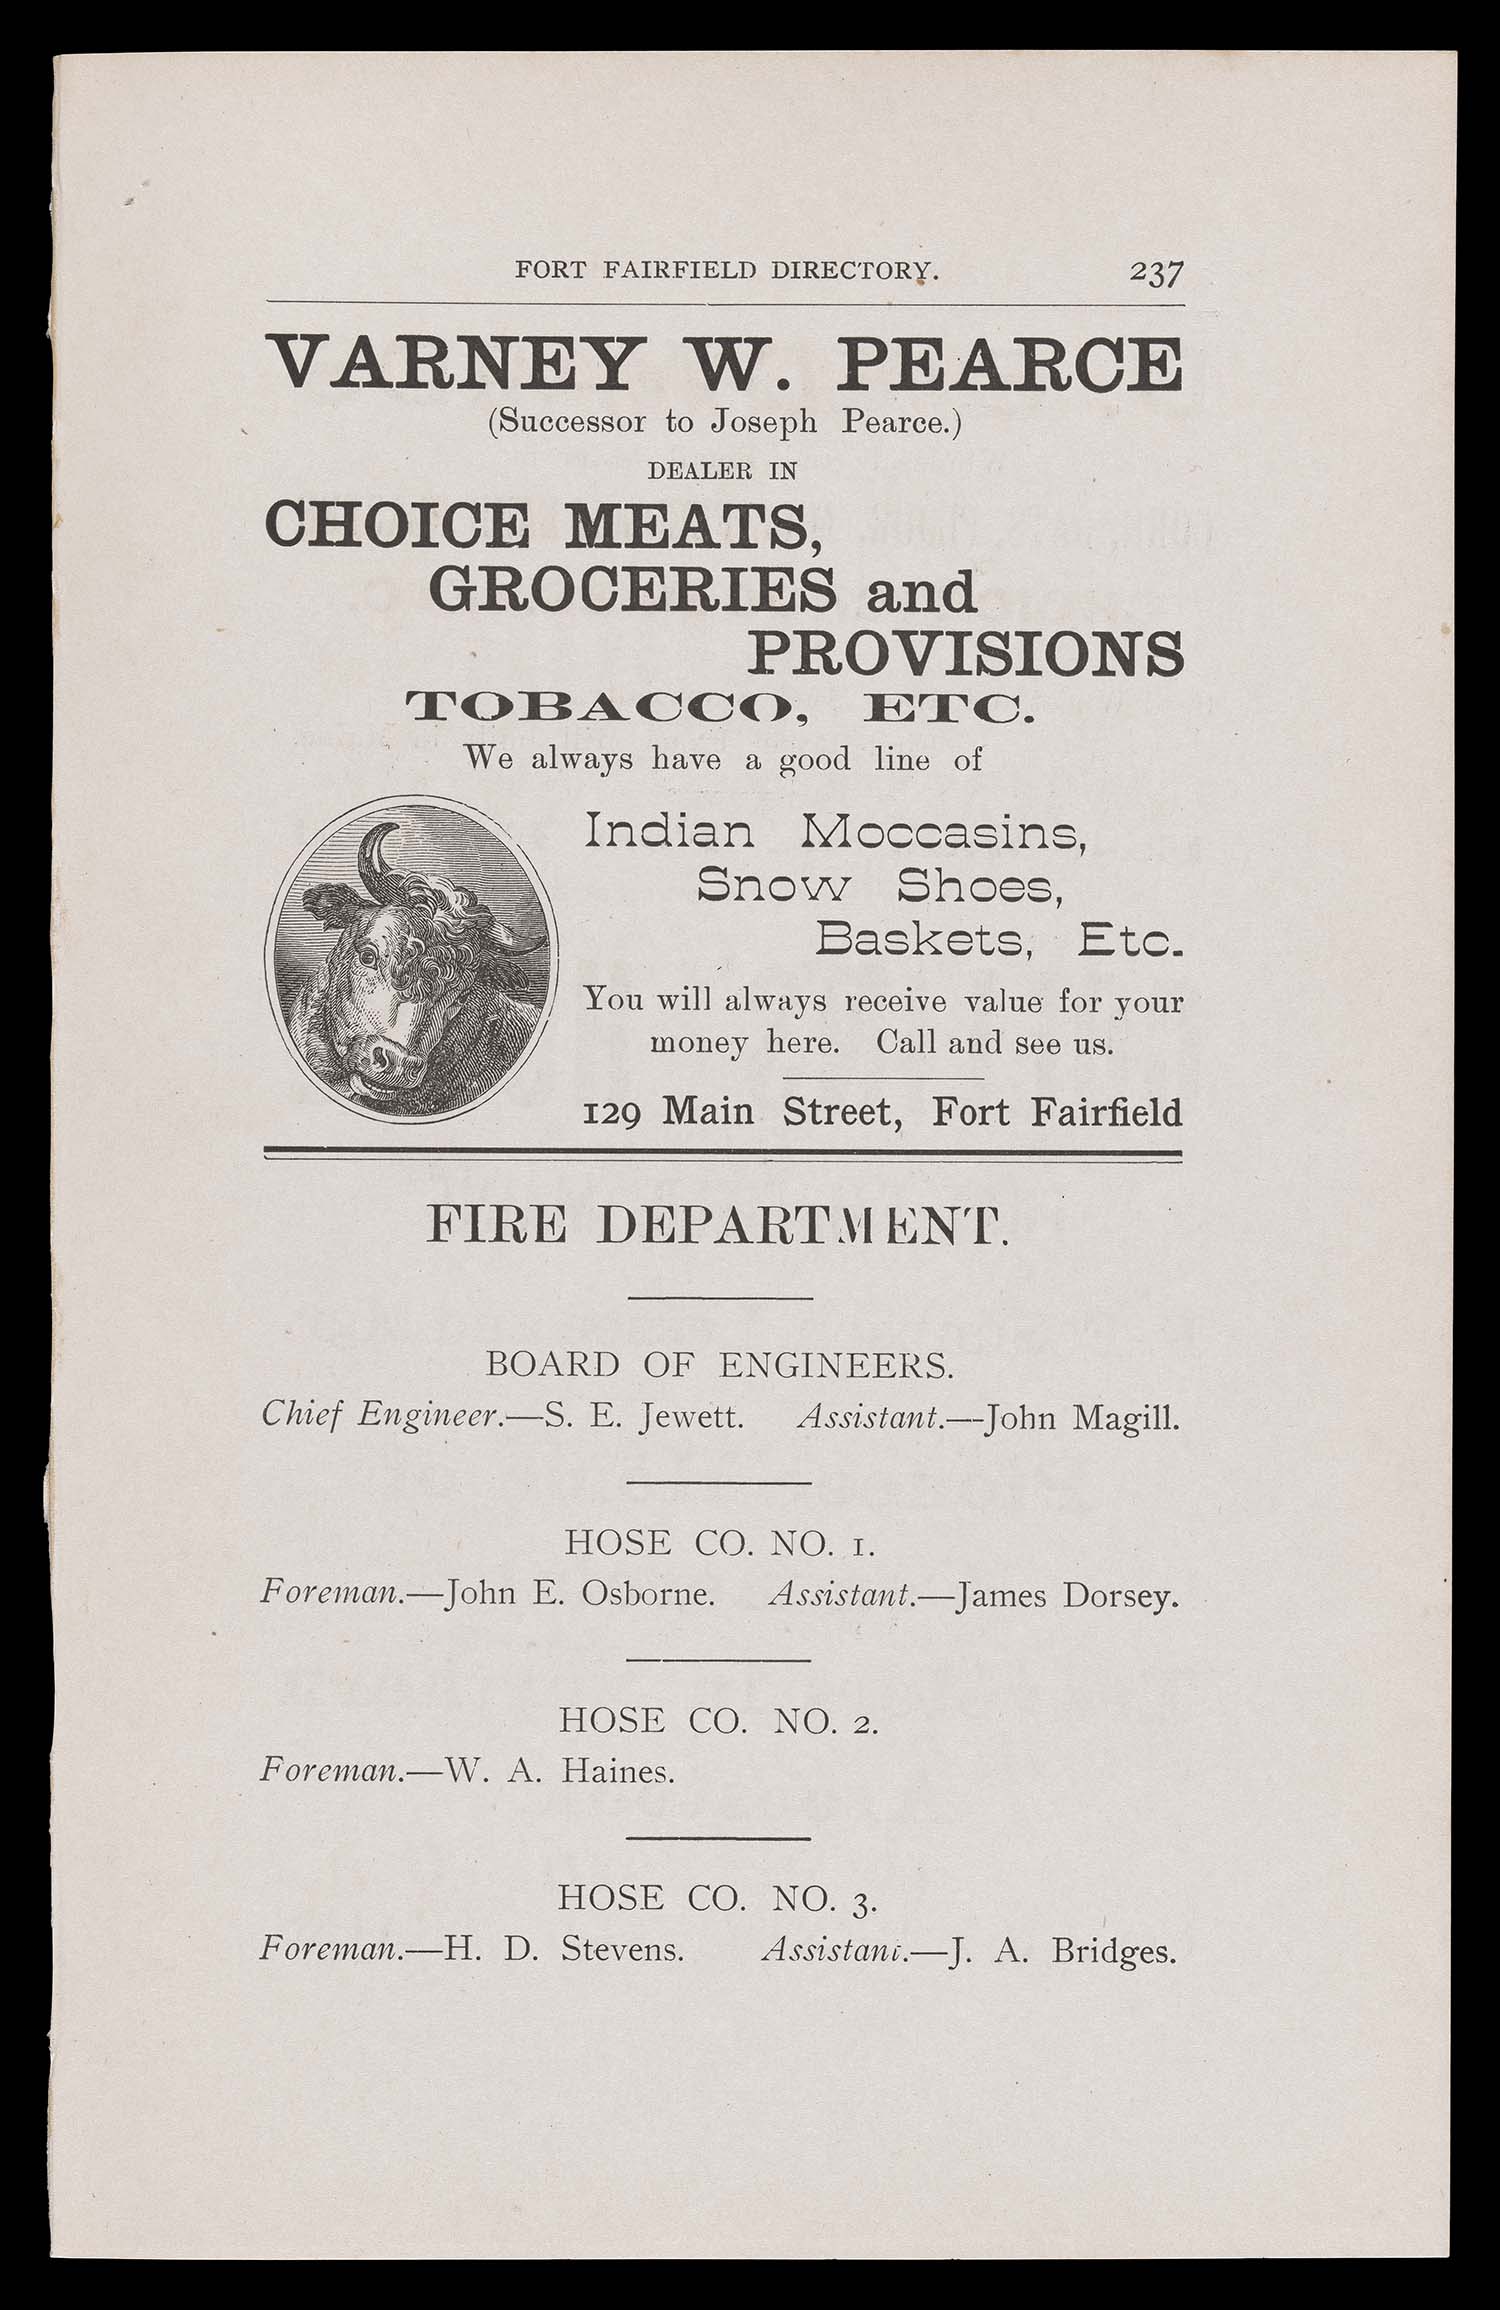 FORT FAIRFIELD DIRECTORY. 237
VARNEY W. PEARCE
(Successor to Joseph Pearce.)
DEALER IN
CHOICE MEATS,
GROCERIES and
PROVISIONS
TOBACCO, ETC.
We always have a good line of
Indian Moccasins,
Snow Shoes,
Baskets, Etc.
You will always receive value for your
money here. Call and see us.
129 Main Street, Fort Fairfield
FIRE DEPARTMENT.
BOARD OF ENGINEERS.
Chief Engineer.—S. E. Jewett. Assistant.—John Magill.
HOSE CO. NO. 1.
Foreman.—John E. Osborne. Assistant.—James Dorsey.
HOSE CO. NO. 2.
Foreman.—W. A. Haines.
HOSE CO. NO. 3.
Foreman.—H. D. Stevens. Assistant.—J. A. Bridges.